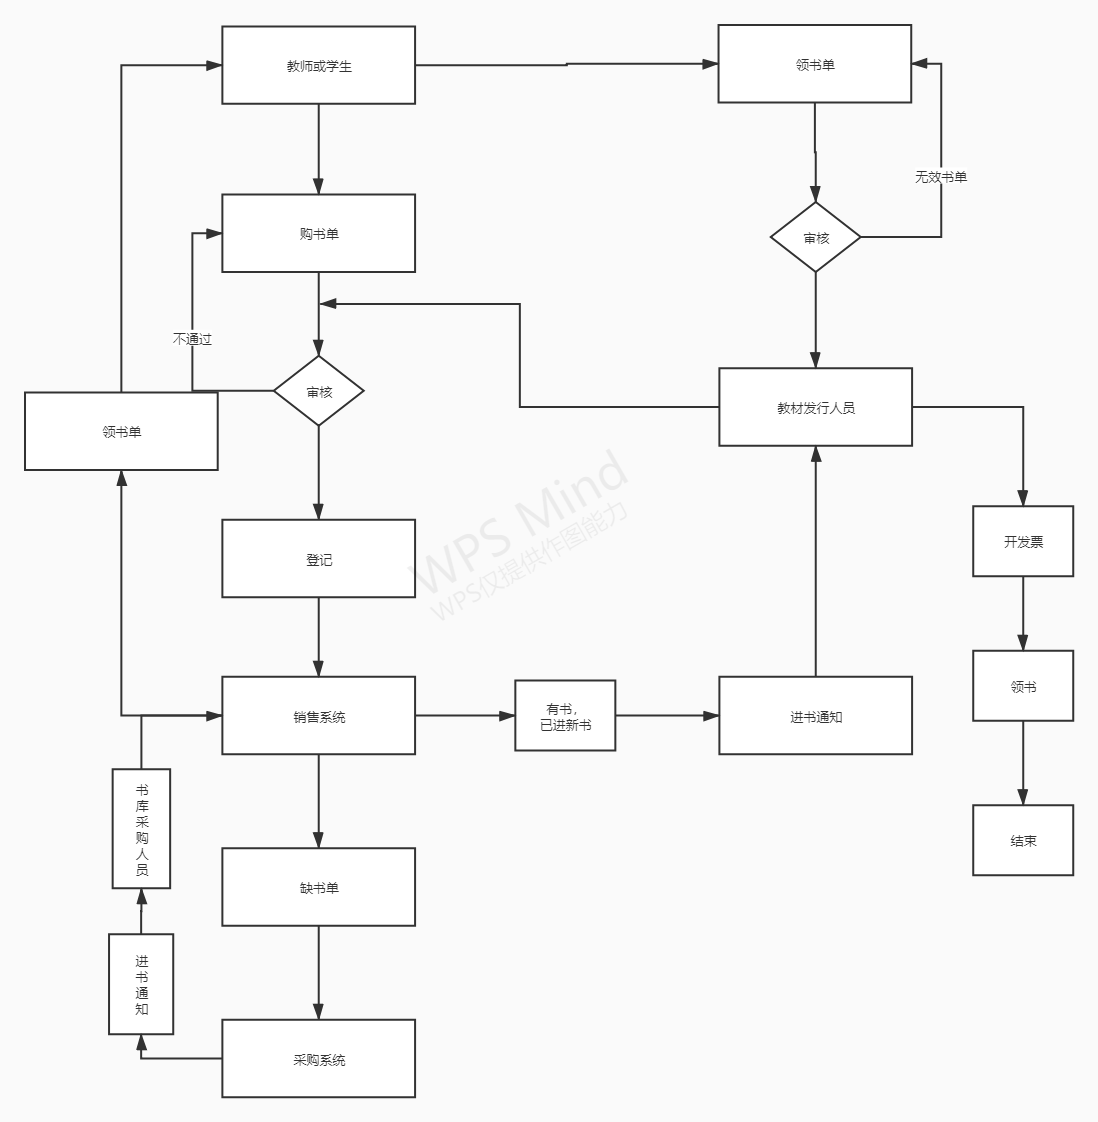 教师或学生
领书单
购书单
无效书单
审核
不通过
审核
教材发行人员
领书单
WPS Mind
WPS仅提供作图能力
开发票
登记
领书
销售系统
有书，
已进新书
进书通知
书
库
采
购
人
员
结束
缺书单
进
书
通
知
采购系统